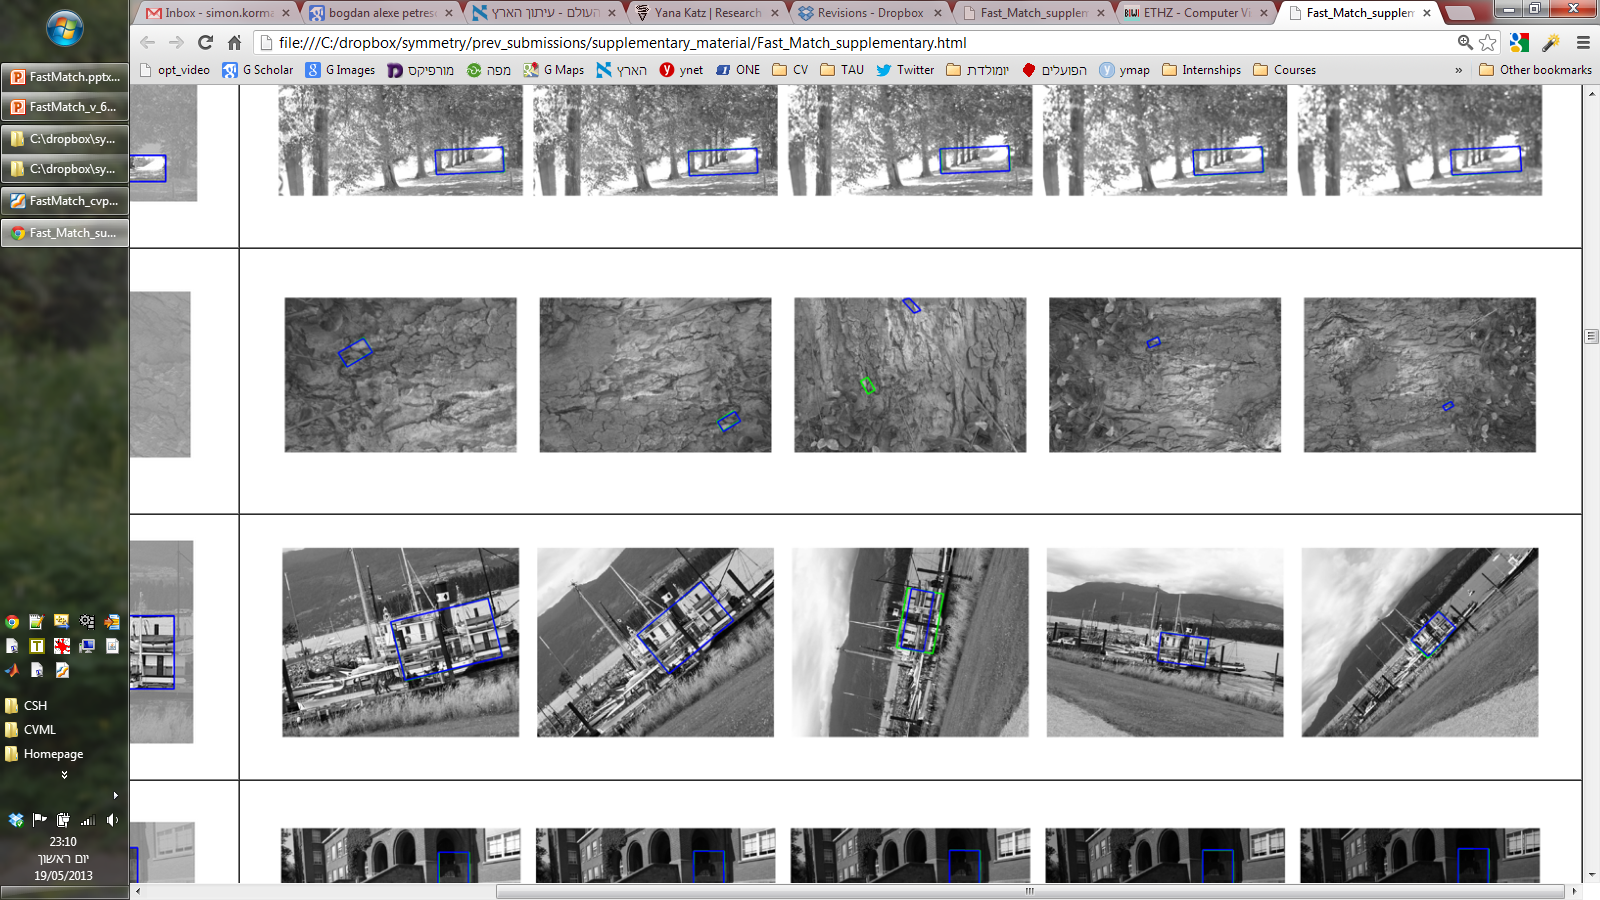 Inbox - simon.korma
bogdan alexe petrese
העולם - עיתון הארץ
Yana Katz | Research
Revisions - Dropbox
Fast_Match_supplem
ETHZ - Computer Vi
Fast_Match_supplem
file:///C:/dropbox/symmetry/prev_submissions/supplementary_material/Fast_Match_supplementary.html
opt_video
G Scholar
G Images
מורפיקס
מפה
G Maps
הארץ
ynet
ONE
CV
TAU
Twitter
יומולדת
הפועלים
ymap
Internships
Courses
»
Other bookmarks
FastMatch.pptx...
FastMatch_v_6...
C:\dropbox\sy...
C:\dropbox\sy...
FastMatch_cvp...
Fast_Match_su...
CSH
CVML
Homepage
23:10
יום ראשון
19/05/2013